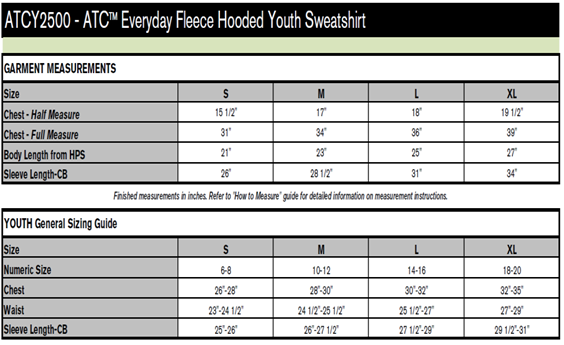 ATCY2500 - ATC™ Everyday Fleece Hooded Youth Sweatshirt
GARMENT MEASUREMENTS
Size S M L XL
Chest - Half Measure 15 1/2" 17" 18" 19 1/2"
Chest - Full Measure 31" 34" 36" 39"
Body Length from HPS 21" 23" 25" 27"
Sleeve Length-CB 26" 28 1/2" 31" 34"
Finished measurements in inches. Refer to "How to Measure" guide for detailed information on measurement instructions.
YOUTH General Sizing Guide
Size S M L XL
Numeric Size 6-8 10-12 14-16 18-20
Chest 26"-28" 28"-30" 30"-32" 32"-35"
Waist 23"-24 1/2" 24 1/2"-25 1/2" 25 1/2"-27" 27"-29"
Sleeve Length-CB 25"-26" 26"-27 1/2" 27 1/2"-29" 29 1/2"-31"